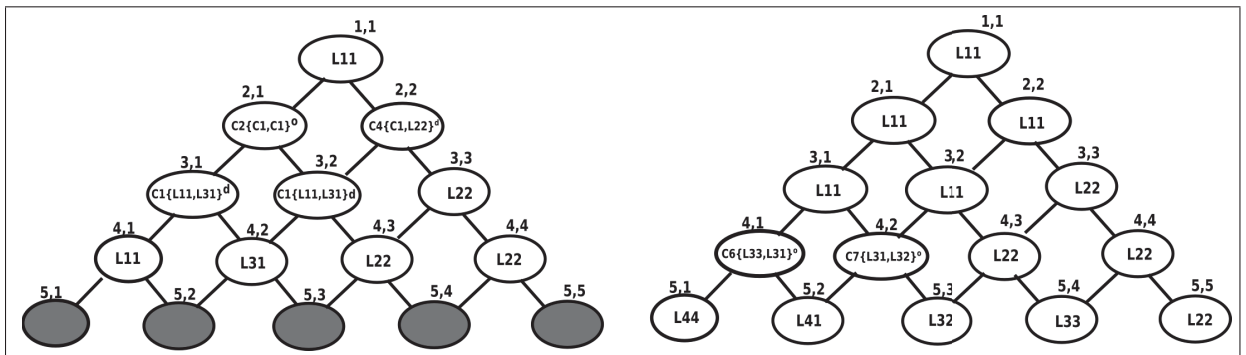 1,1
L11
2,1
2,2
C2{C1,C1}o
C4{C1,L22}d
3,1
3,2
3,3
C1{L11,L31}d
C1{L11,L31}d
L22
4,1
4,2
4,3
4,4
L11
L31
L22
L22
5,1
5,2
5,3
5,4
5,5
1,1
L11
2,1
2,2
L11
L11
3,1
3,2
3,3
L11
L11
L22
4,1
4,2
4,3
4,4
C6{L33,L31}o
C7{L31,L32}o
L22
L22
5,1
5,2
5,3
5,4
5,5
L44
L41
L32
L33
L22